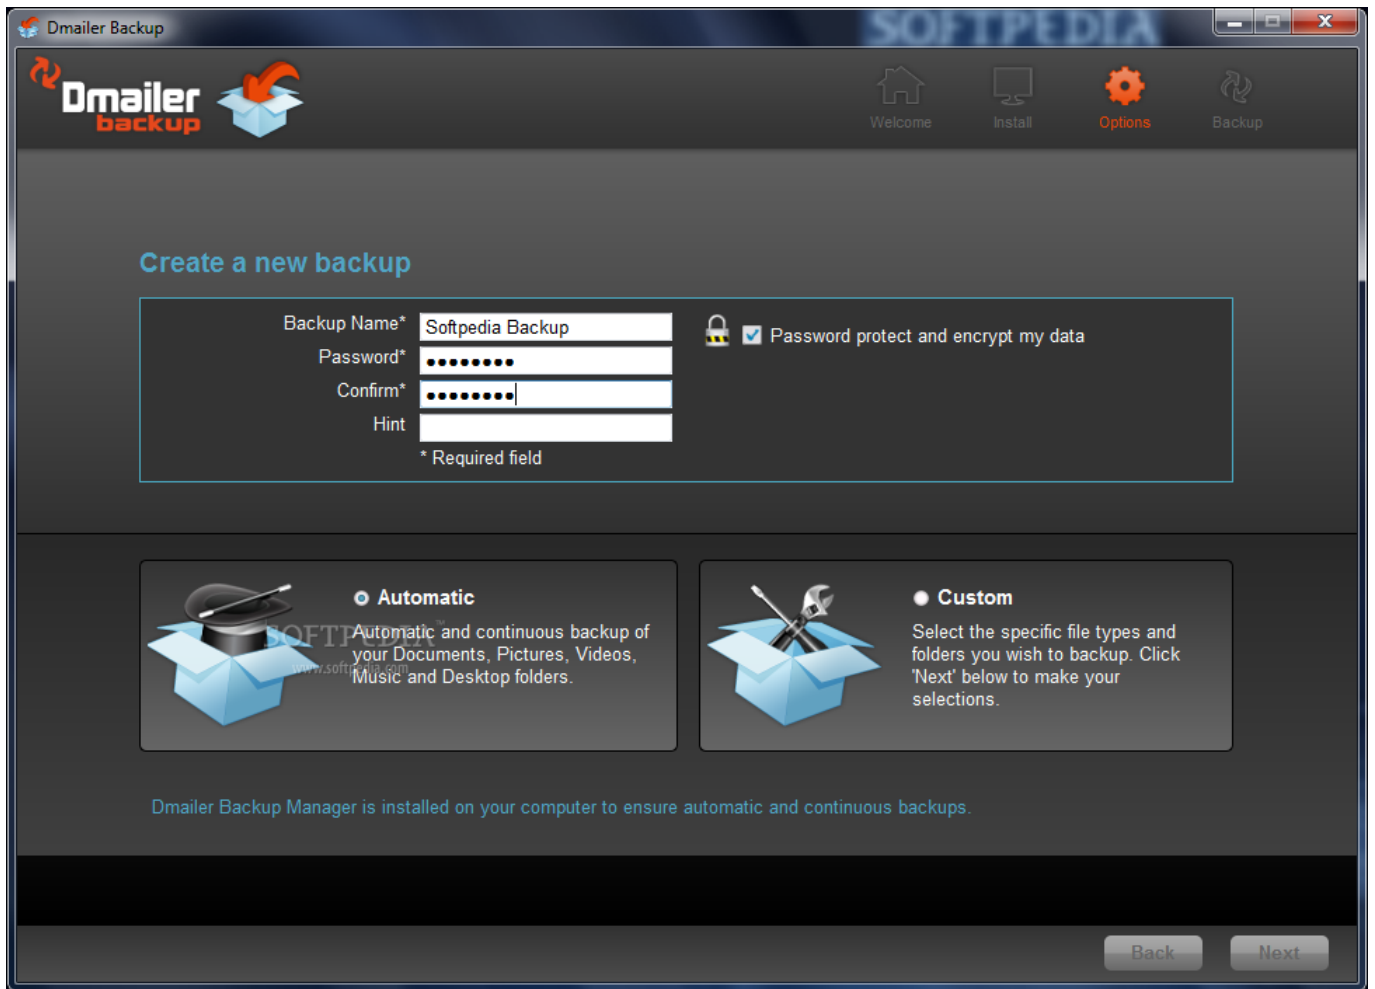 Dmailer Backup
SOFTPEDIA
Dmailer
backup
Welcome
Install
Options
Backup
Create a new backup
Backup Name*
Softpedia Backup
Password*
••••••••
Confirm*
••••••••
Hint
* Required field
Password protect and encrypt my data
Automatic
Automatic and continuous backup of
your Documents, Pictures, Videos,
Music and Desktop folders.
SOFTPEDIA™
www.softpedia.com
Custom
Select the specific file types and
folders you wish to backup. Click
'Next' below to make your
selections.
Dmailer Backup Manager is installed on your computer to ensure automatic and continuous backups.
Back
Next